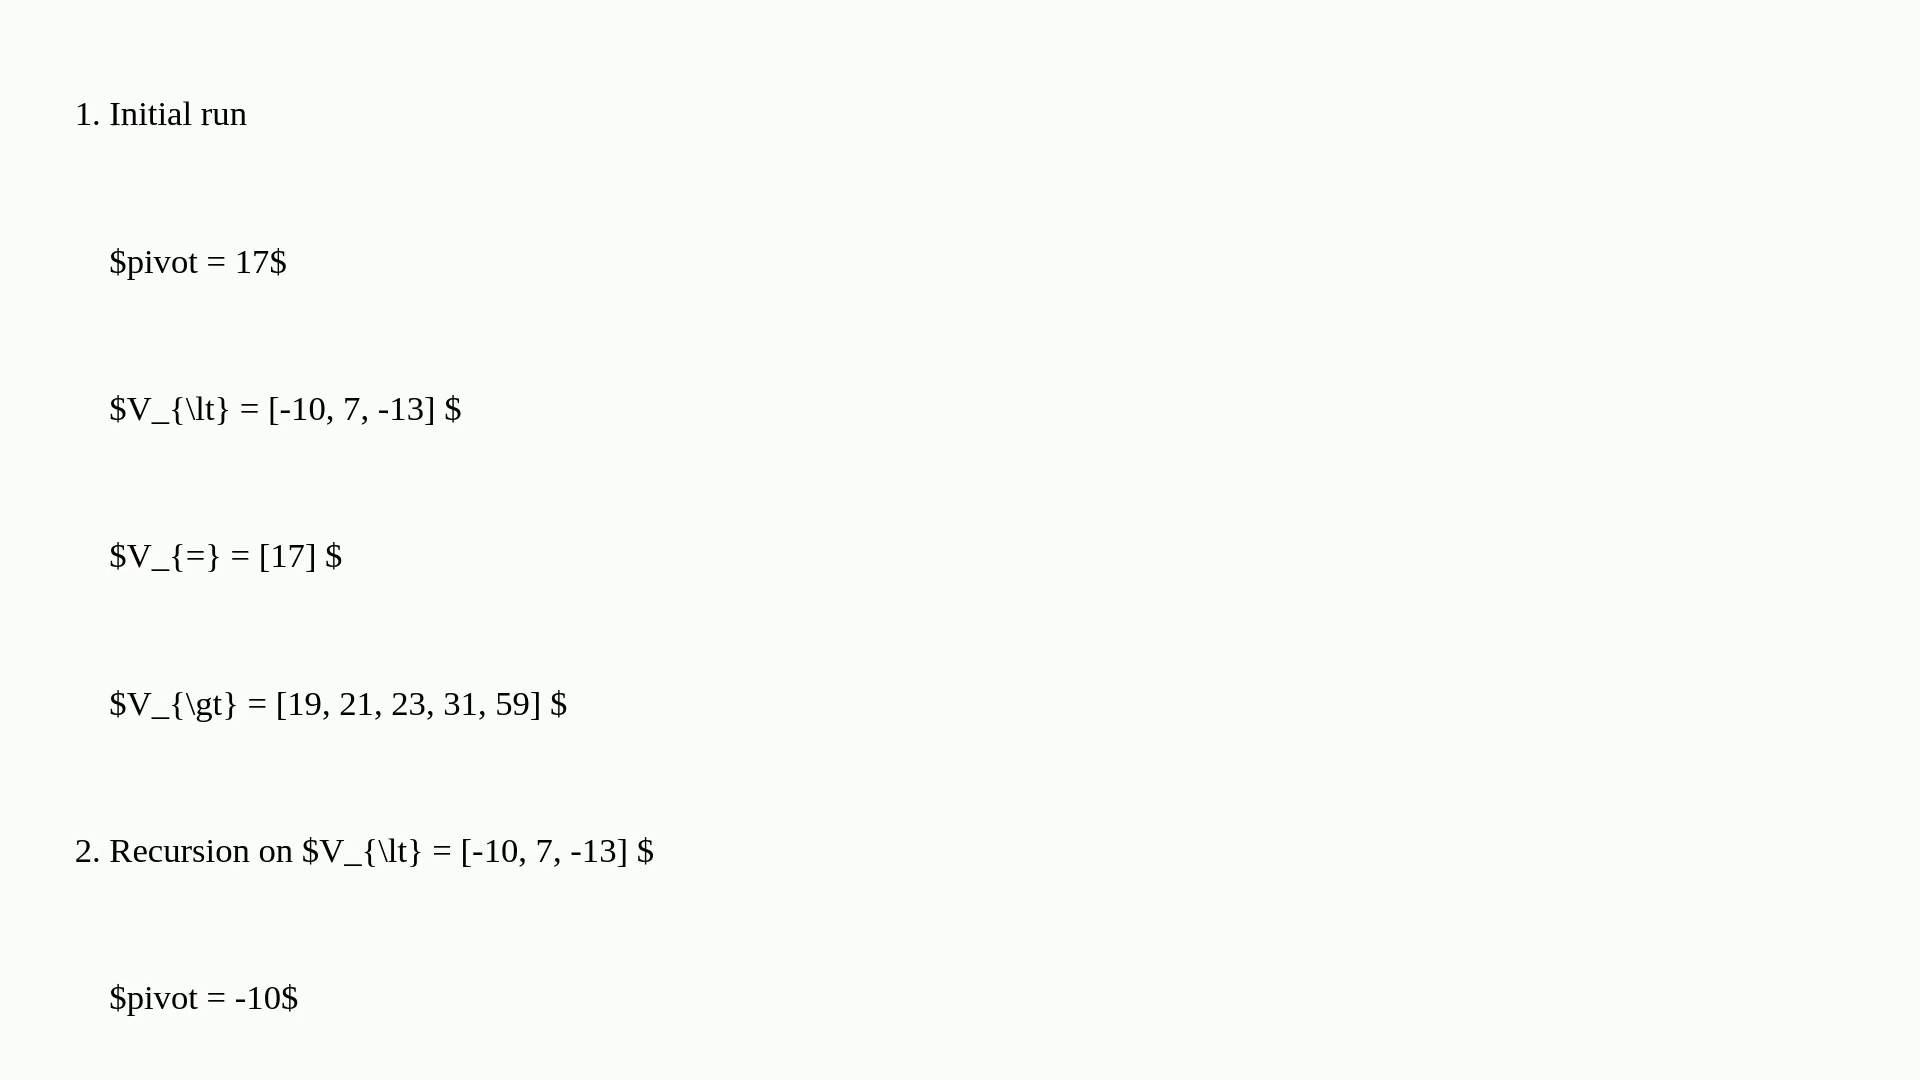 1. Initial run
$pivot = 17$
$V_{\lt} = [-10, 7, -13] $
$V_{=} = [17] $
$V_{\gt} = [19, 21, 23, 31, 59] $
2. Recursion on $V_{\lt} = [-10, 7, -13] $
$pivot = -10$